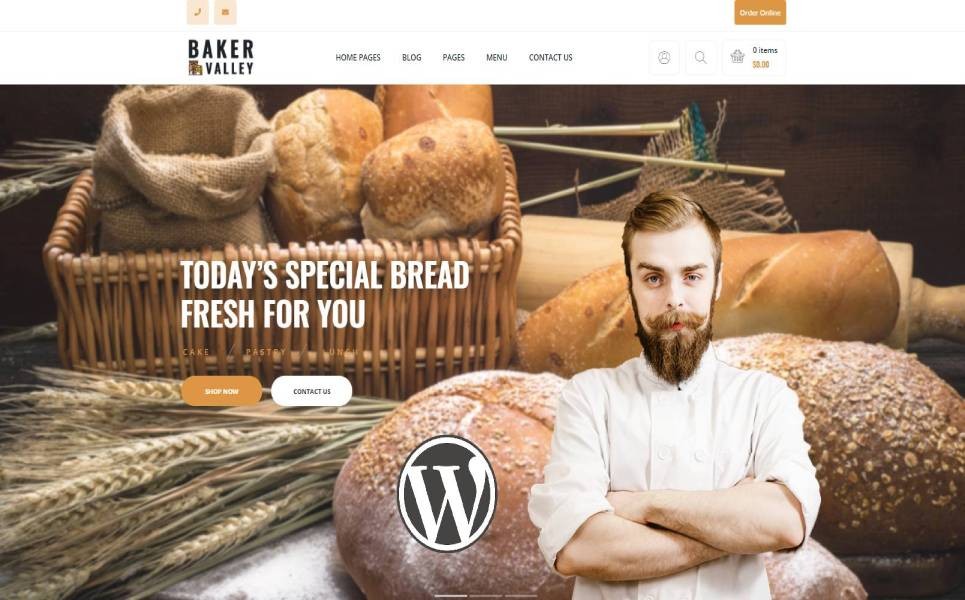 Order Online
BAKER
VALLEY
HOME PAGES
BLOG
PAGES
MENU
CONTACT US
0 items
$0.00
TODAY'S SPECIAL BREAD
FRESH FOR YOU
CAKE / PASTRY / LUNCH
SHOP NOW
CONTACT US
W